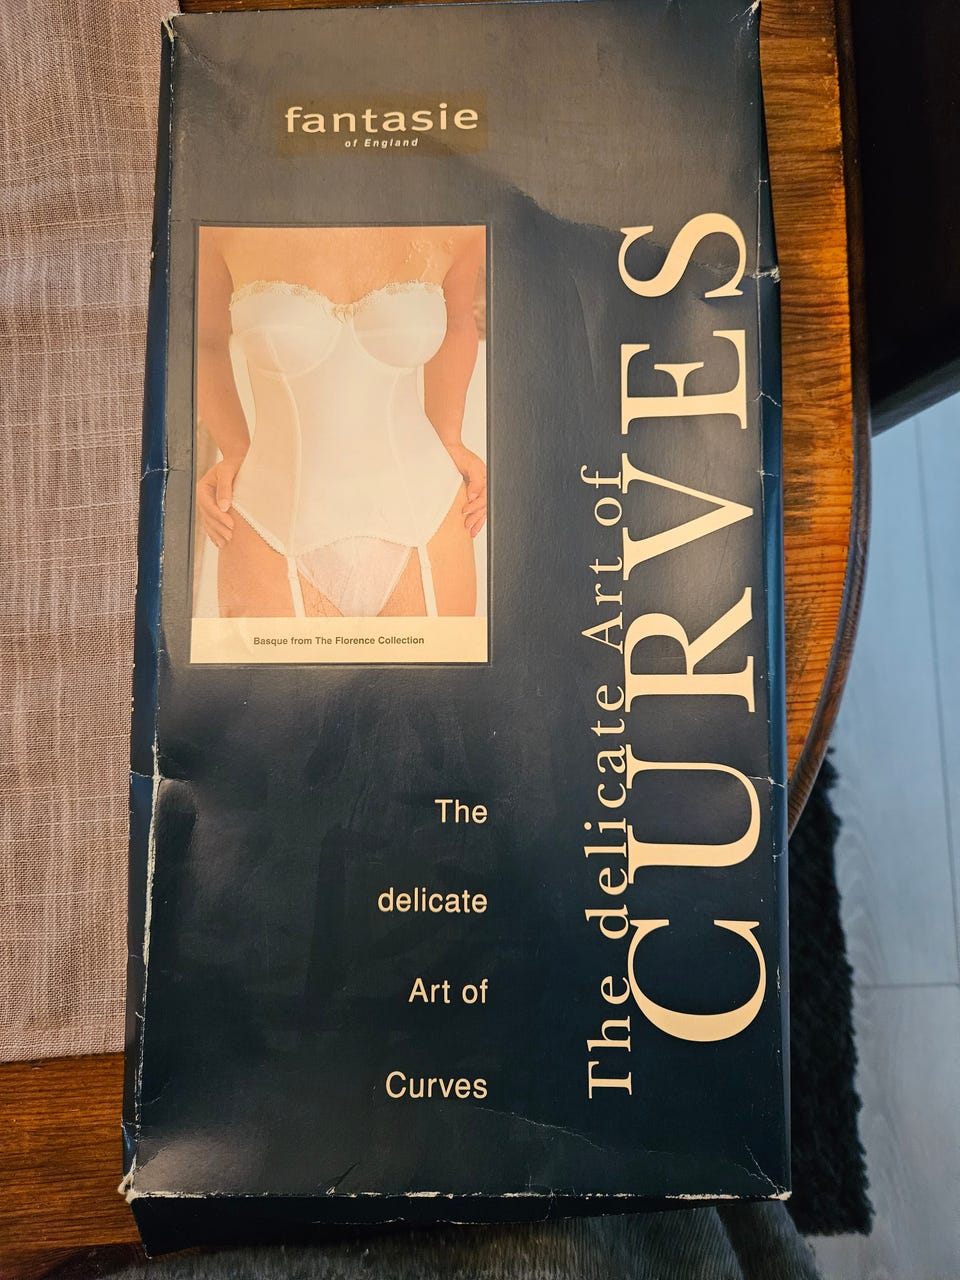 fantasie
of England
Basque from The Florence Collection
The
delicate
Art of
Curves
The delicate Art of
CURVES